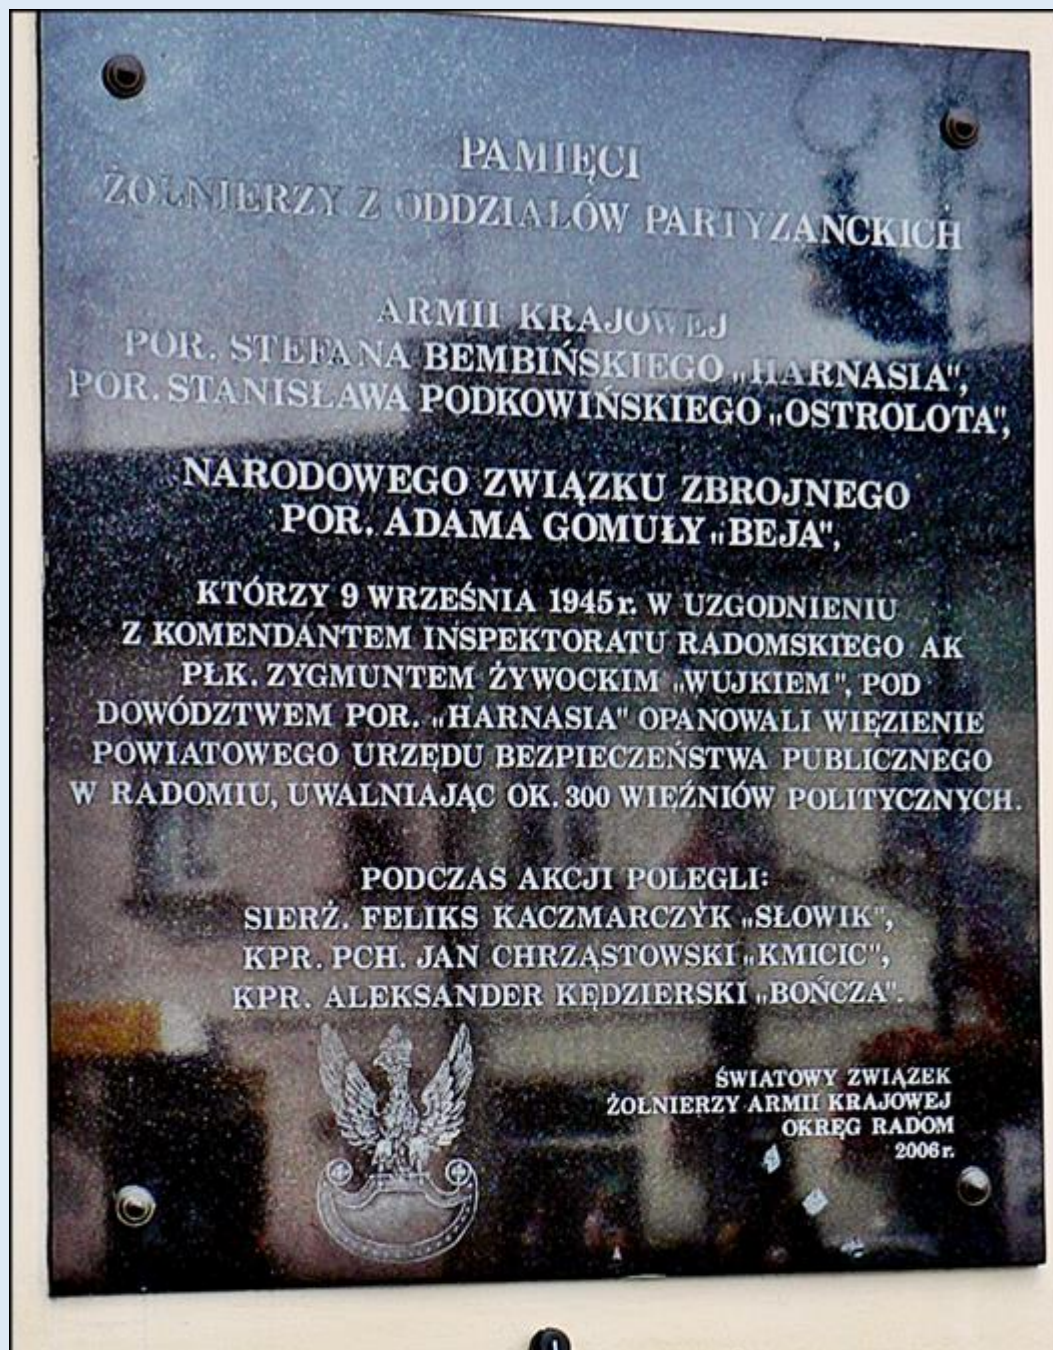 PAMIĘCI
ŻOŁNIERZY Z ODDZIAŁÓW PARTYZANCKICH
ARMII KRAJOWEJ
POR. STEFANA BEMBIŃSKIEGO „HARNASIA",
POR. STANISŁAWA PODKOWIŃSKIEGO „OSTROLOTA",
NARODOWEGO ZWIĄZKU ZBROJNEGO
POR. ADAMA GOMUŁY „BEJA",
KTÓRZY 9 WRZEŚNIA 1945 r. W UZGODNIENIU
Z KOMENDANTEM INSPEKTORATU RADOMSKIEGO AK
PŁK. ZYGMUNTEM ŻYWOCKIM „WUJKIEM", POD
DOWÓDZTWEM POR. „HARNASIA" OPANOWALI WIĘZIENIE
POWIATOWEGO URZĘDU BEZPIECZEŃSTWA PUBLICZNEGO
W RADOMIU, UWALNIAJĄC OK. 300 WIĘŹNIÓW POLITYCZNYCH.
PODCZAS AKCJI POLEGLI:
SIERŻ. FELIKS KACZMARCZYK „SŁOWIK",
KPR. PCH. JAN CHRZĄSTOWSKI „KMICIC",
KPR. ALEKSANDER KĘDZIERSKI „BOŃCZA".
ŚWIATOWY ZWIĄZEK
ŻOŁNIERZY ARMII KRAJOWEJ
OKRĘG RADOM
2006 r.